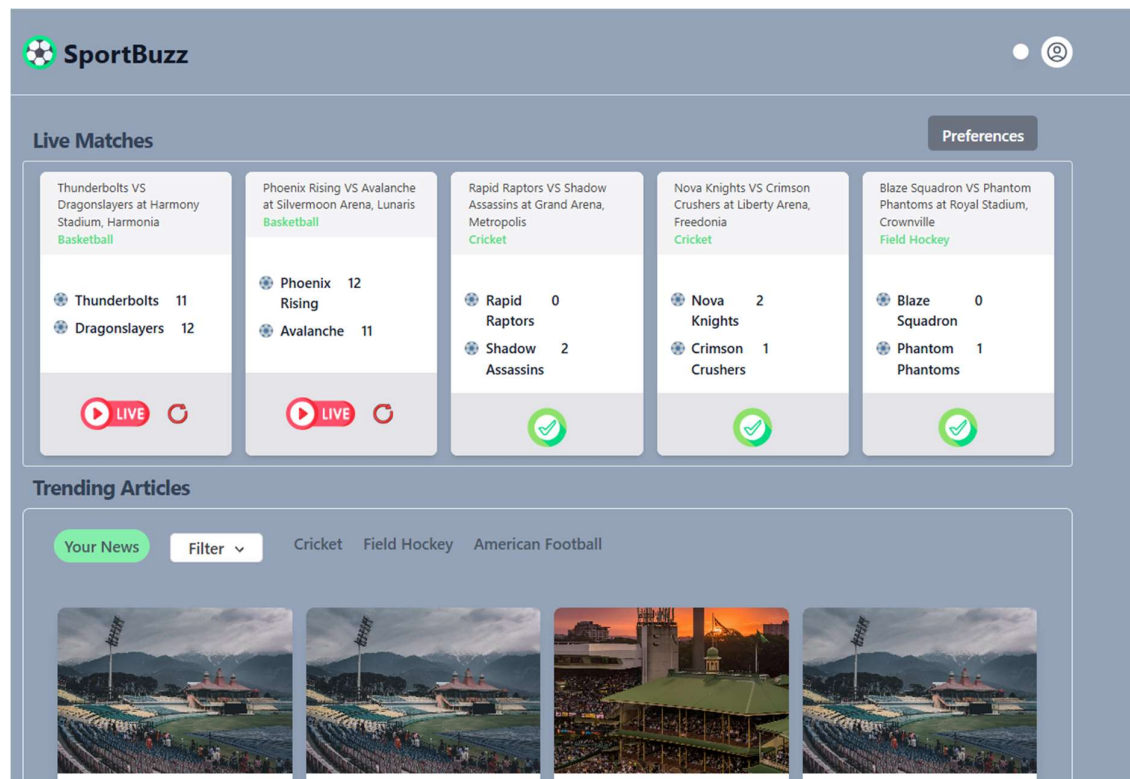 SportBuzz
Live Matches
Preferences
Thunderbolts VS
Dragonslayers at Harmony
Stadium, Harmonia
Basketball
Thunderbolts 11
Dragonslayers 12
LIVE
Phoenix Rising VS Avalanche
at Silvermoon Arena, Lunaris
Basketball
Phoenix 12
Rising
Avalanche 11
LIVE
Rapid Raptors VS Shadow
Assassins at Grand Arena,
Metropolis
Cricket
Rapid 0
Raptors
Shadow 2
Assassins
Nova Knights VS Crimson
Crushers at Liberty Arena,
Freedonia
Cricket
Nova 2
Knights
Crimson 1
Crushers
Blaze Squadron VS Phantom
Phantoms at Royal Stadium,
Crownville
Field Hockey
Blaze 0
Squadron
Phantom 1
Phantoms
Trending Articles
Your News Filter Cricket Field Hockey American Football